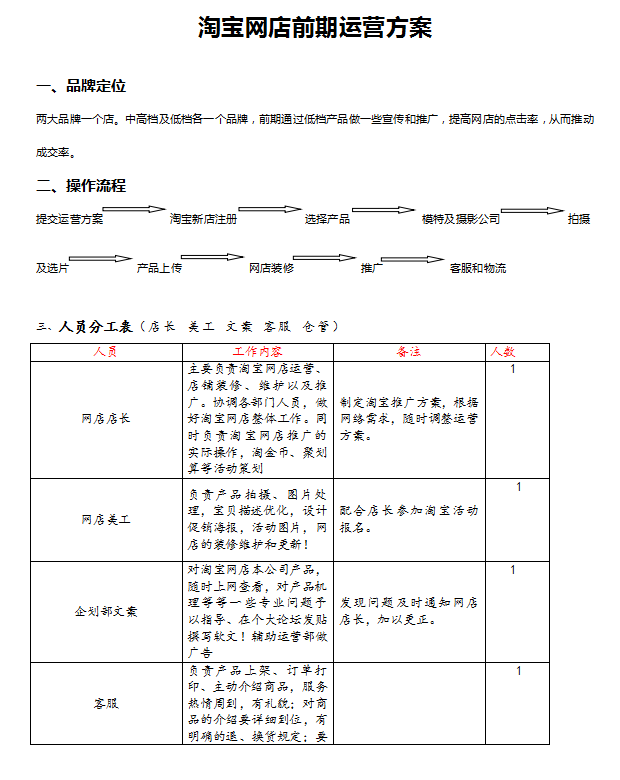 淘宝网店前期运营方案
一、品牌定位
两大品牌一个店。中高档及低档各一个品牌，前期通过低档产品做一些宣传和推广，提高网店的点击率，从而推动
成交率。
二、操作流程
提交运营方案 淘宝新店注册 选择产品 模特及摄影公司 拍摄
及选片 产品上传 网店装修 推广 客服和物流
三、人员分工表（店长 美工 文案 客服 仓管）
人员 工作内容 备注 人数
网店店长
主要负责淘宝网店运营、
店铺装修、维护以及推
广。协调各部门人员，做
好淘宝网店整体工作。同
时负责淘宝网店推广的
实际操作，淘金币、聚划
算等活动策划
制定淘宝推广方案，根据
网络需求，随时调整运营
方案。
1
网店美工
负责产品拍摄、图片处
理，宝贝描述优化，设计
促销海报，活动图片，网
店的装修维护和更新！
配合店长参加淘宝活动
报名。
1
企划部文案
对淘宝网店本公司产品，
随时上网查看，对产品机
理等等一些专业问题予
以指导、在个大论坛发贴
撰写软文！辅助运营部做
广告
发现问题及时通知网店
店长，加以更正。
1
客服
负责产品上架、订单打
印、主动介绍商品，服务
热情周到，有礼貌；对商
品的介绍要详细到位，有
明确的退、换货规定；要
1